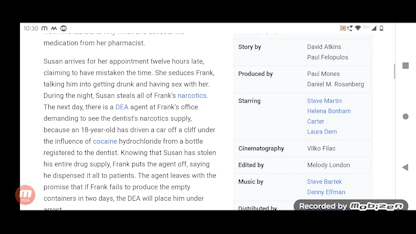 10:30
medication from her pharmacist.
Susan arrives for her appointment twelve hours late,
claiming to have mistaken the time. She seduces Frank,
talking him into getting drunk and having sex with her.
During the night, Susan steals all of Frank's narcotics.
The next day, there is a DEA agent at Frank's office
demanding to see the dentist's narcotics supply,
because an 18-year-old has driven a car off a cliff under
the influence of cocaine hydrochloride from a bottle
registered to the dentist. Knowing that Susan has stolen
his entire drug supply, Frank puts the agent off, saying
he dispensed it all to patients. The agent leaves with the
promise that if Frank fails to produce the empty
containers in two days, the DEA will place him under
arrest
Story by
David Atkins
Paul Felopulos
Produced by
Paul Mones
Daniel M. Rosenberg
Starring
Steve Martin
Helena Bonham
Carter
Laura Dern
Cinematography
Vilko Filac
Edited by
Melody London
Music by
Steve Bartek
Danny Elfman
Distributed by
Recorded by MOBIZEN